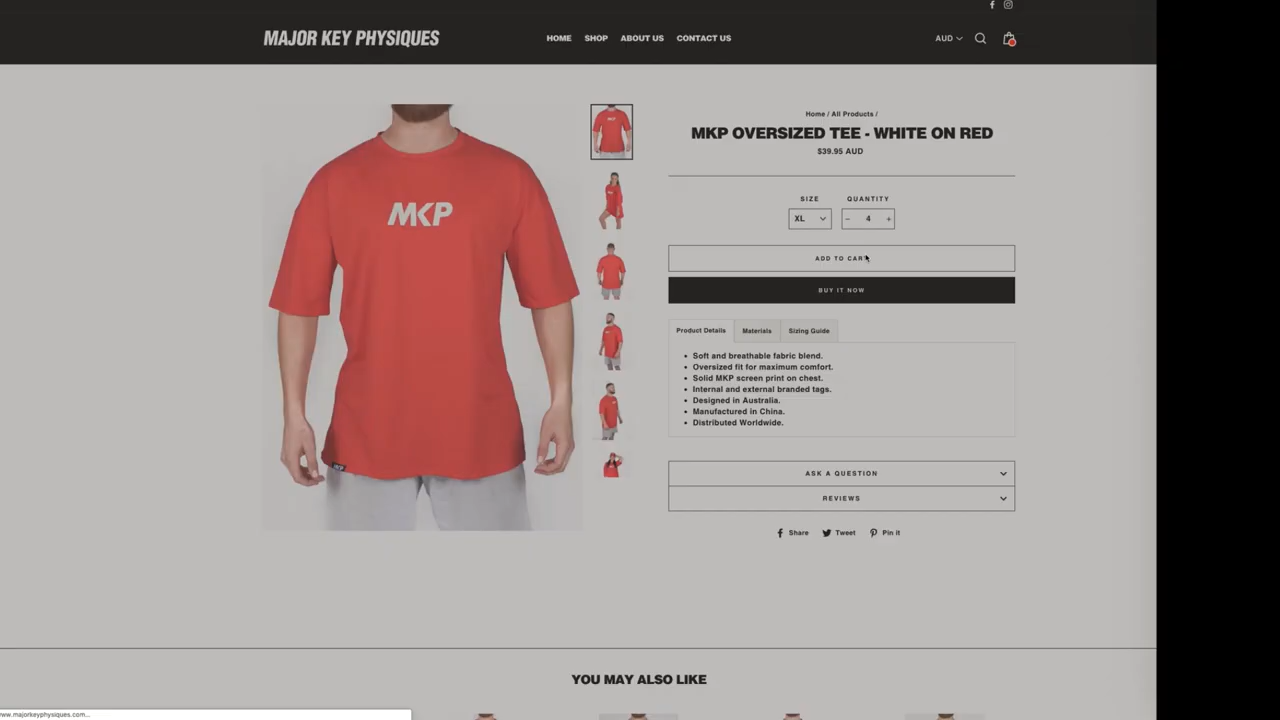 MAJOR KEY PHYSIQUES
HOME SHOP ABOUT US CONTACT US
AUD
Home / All Products /
MKP OVERSIZED TEE - WHITE ON RED
$39.95 AUD
MKP
SIZE QUANTITY
XL − 4 +
ADD TO CART
BUY IT NOW
Product Details Materials Sizing Guide
• Soft and breathable fabric blend.
• Oversized fit for maximum comfort.
• Solid MKP screen print on chest.
• Internal and external branded tags.
• Designed in Australia.
• Manufactured in China.
• Distributed Worldwide.
MKP
ASK A QUESTION
REVIEWS
Share Tweet Pin it
YOU MAY ALSO LIKE
www.majorkeyphysiques.com...